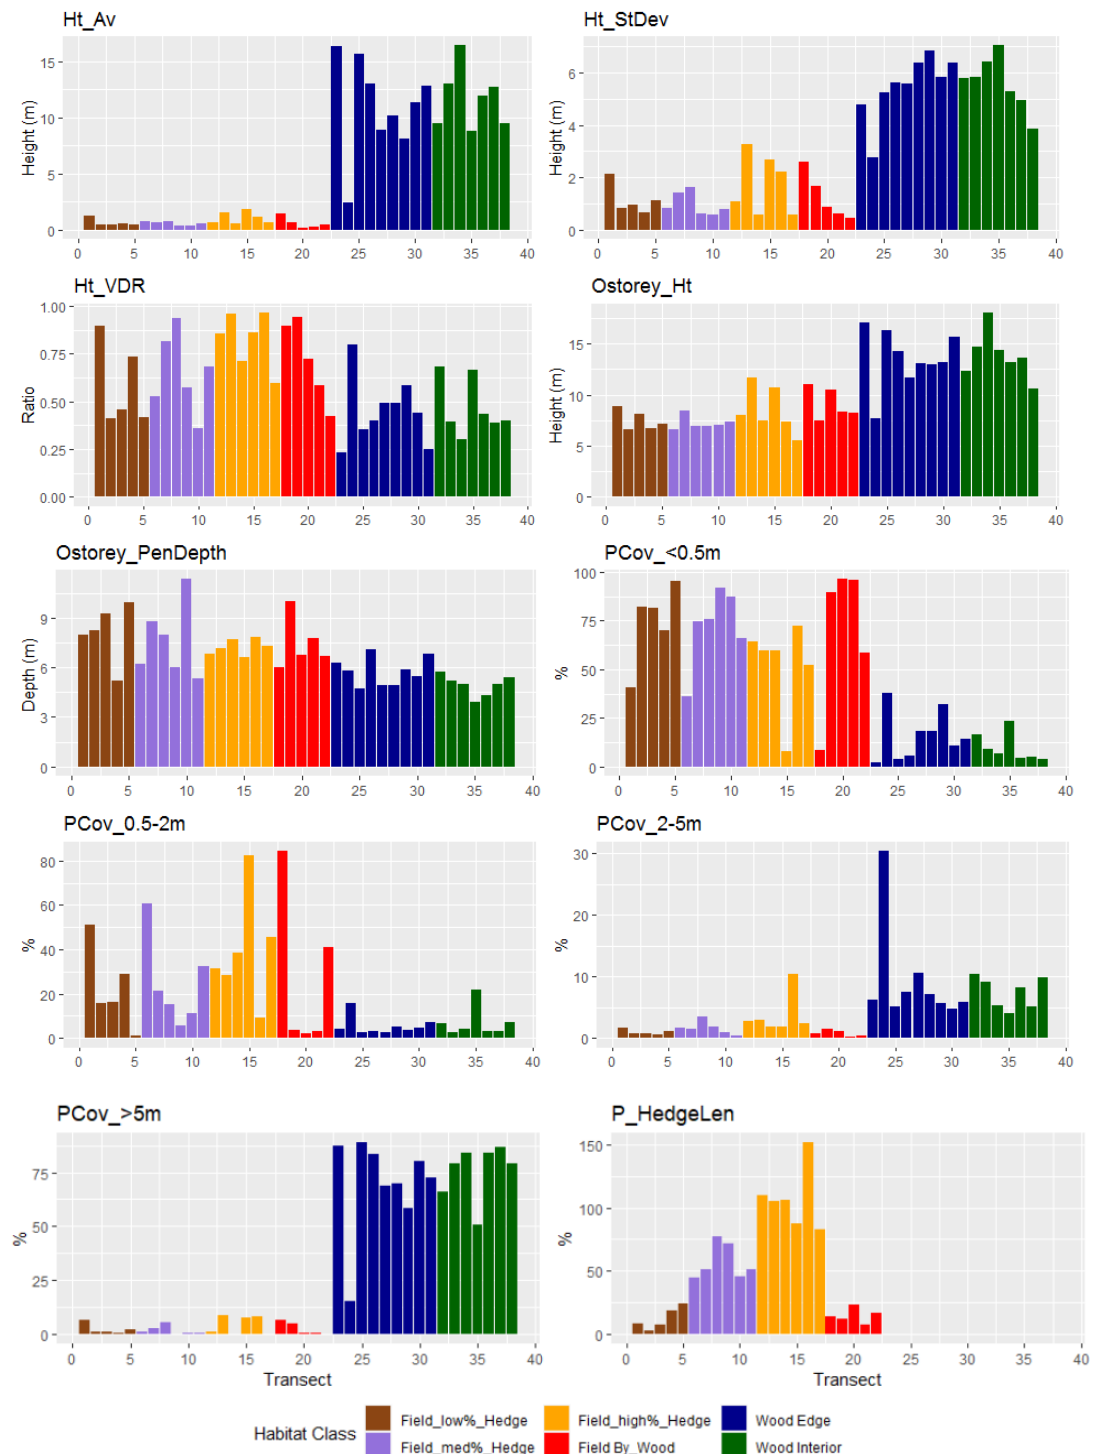 Ht_Av
Height (m)
15
10
5
0
0 5 10 15 20 25 30 35 40
Ht_StDev
Height (m)
6
4
2
0
0 5 10 15 20 25 30 35 40
Ht_VDR
Ratio
1.00
0.75
0.50
0.25
0.00
0 5 10 15 20 25 30 35 40
Ostorey_Ht
Height (m)
15
10
5
0
0 5 10 15 20 25 30 35 40
Ostorey_PenDepth
Depth (m)
9
6
3
0
0 5 10 15 20 25 30 35 40
PCov_<0.5m
%
100
75
50
25
0
0 5 10 15 20 25 30 35 40
PCov_0.5-2m
%
80
60
40
20
0
0 5 10 15 20 25 30 35 40
PCov_2-5m
%
30
20
10
0
0 5 10 15 20 25 30 35 40
PCov_>5m
%
75
50
25
0
0 5 10 15 20 25 30 35 40
Transect
P_HedgeLen
%
150
100
50
0
0 5 10 15 20 25 30 35 40
Transect
Habitat Class
Field_low%_Hedge Field_high%_Hedge Wood Edge
Field_med%_Hedge Field By_Wood Wood Interior